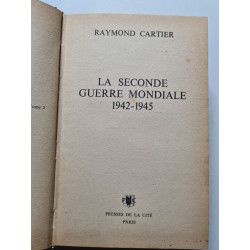 RAYMOND CARTIER
LA SECONDE
GUERRE MONDIALE
1942-1945
PRESSES DE LA CITÉ
PARIS